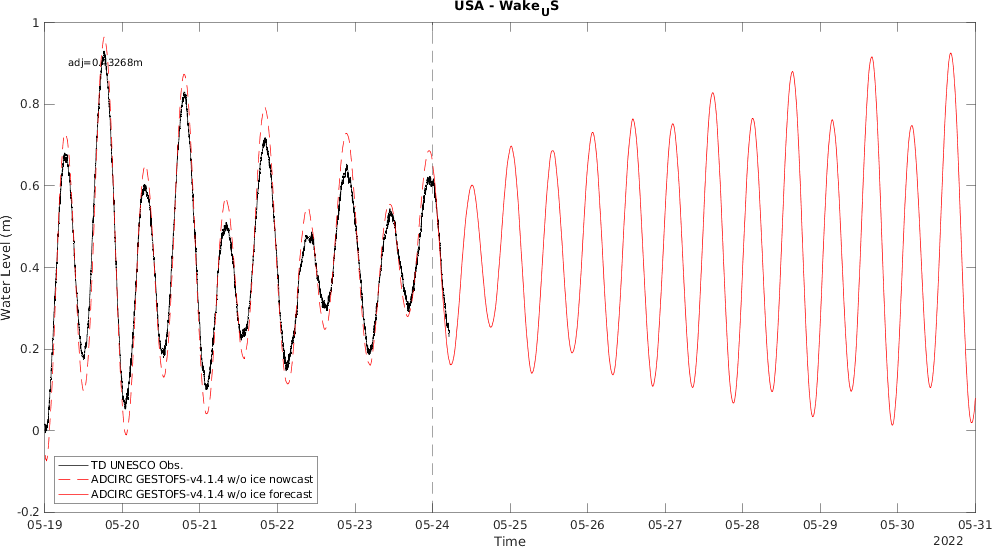 USA - Wake_US
adj=0.43268m
Water Level (m)
1
0.8
0.6
0.4
0.2
0
-0.2
TD UNESCO Obs.
ADCIRC GESTOFS-v4.1.4 w/o ice nowcast
ADCIRC GESTOFS-v4.1.4 w/o ice forecast
05-19 05-20 05-21 05-22 05-23 05-24 05-25 05-26 05-27 05-28 05-29 05-30 05-31
Time
2022